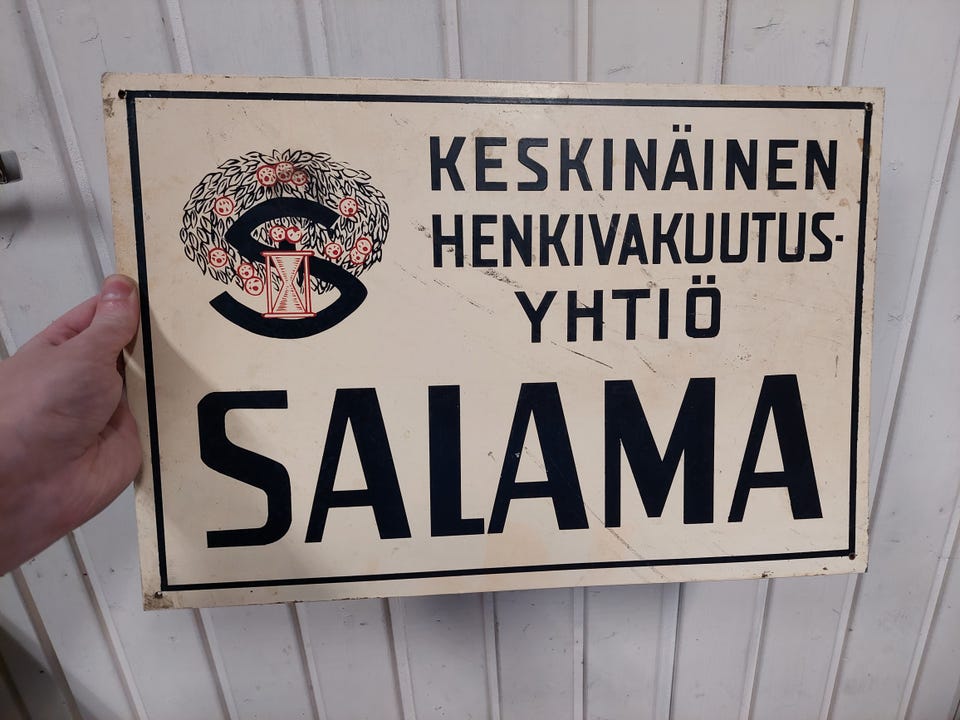 KESKINÄINEN
HENKIVAKUUTUS-
YHTIÖ
S
SALAMA